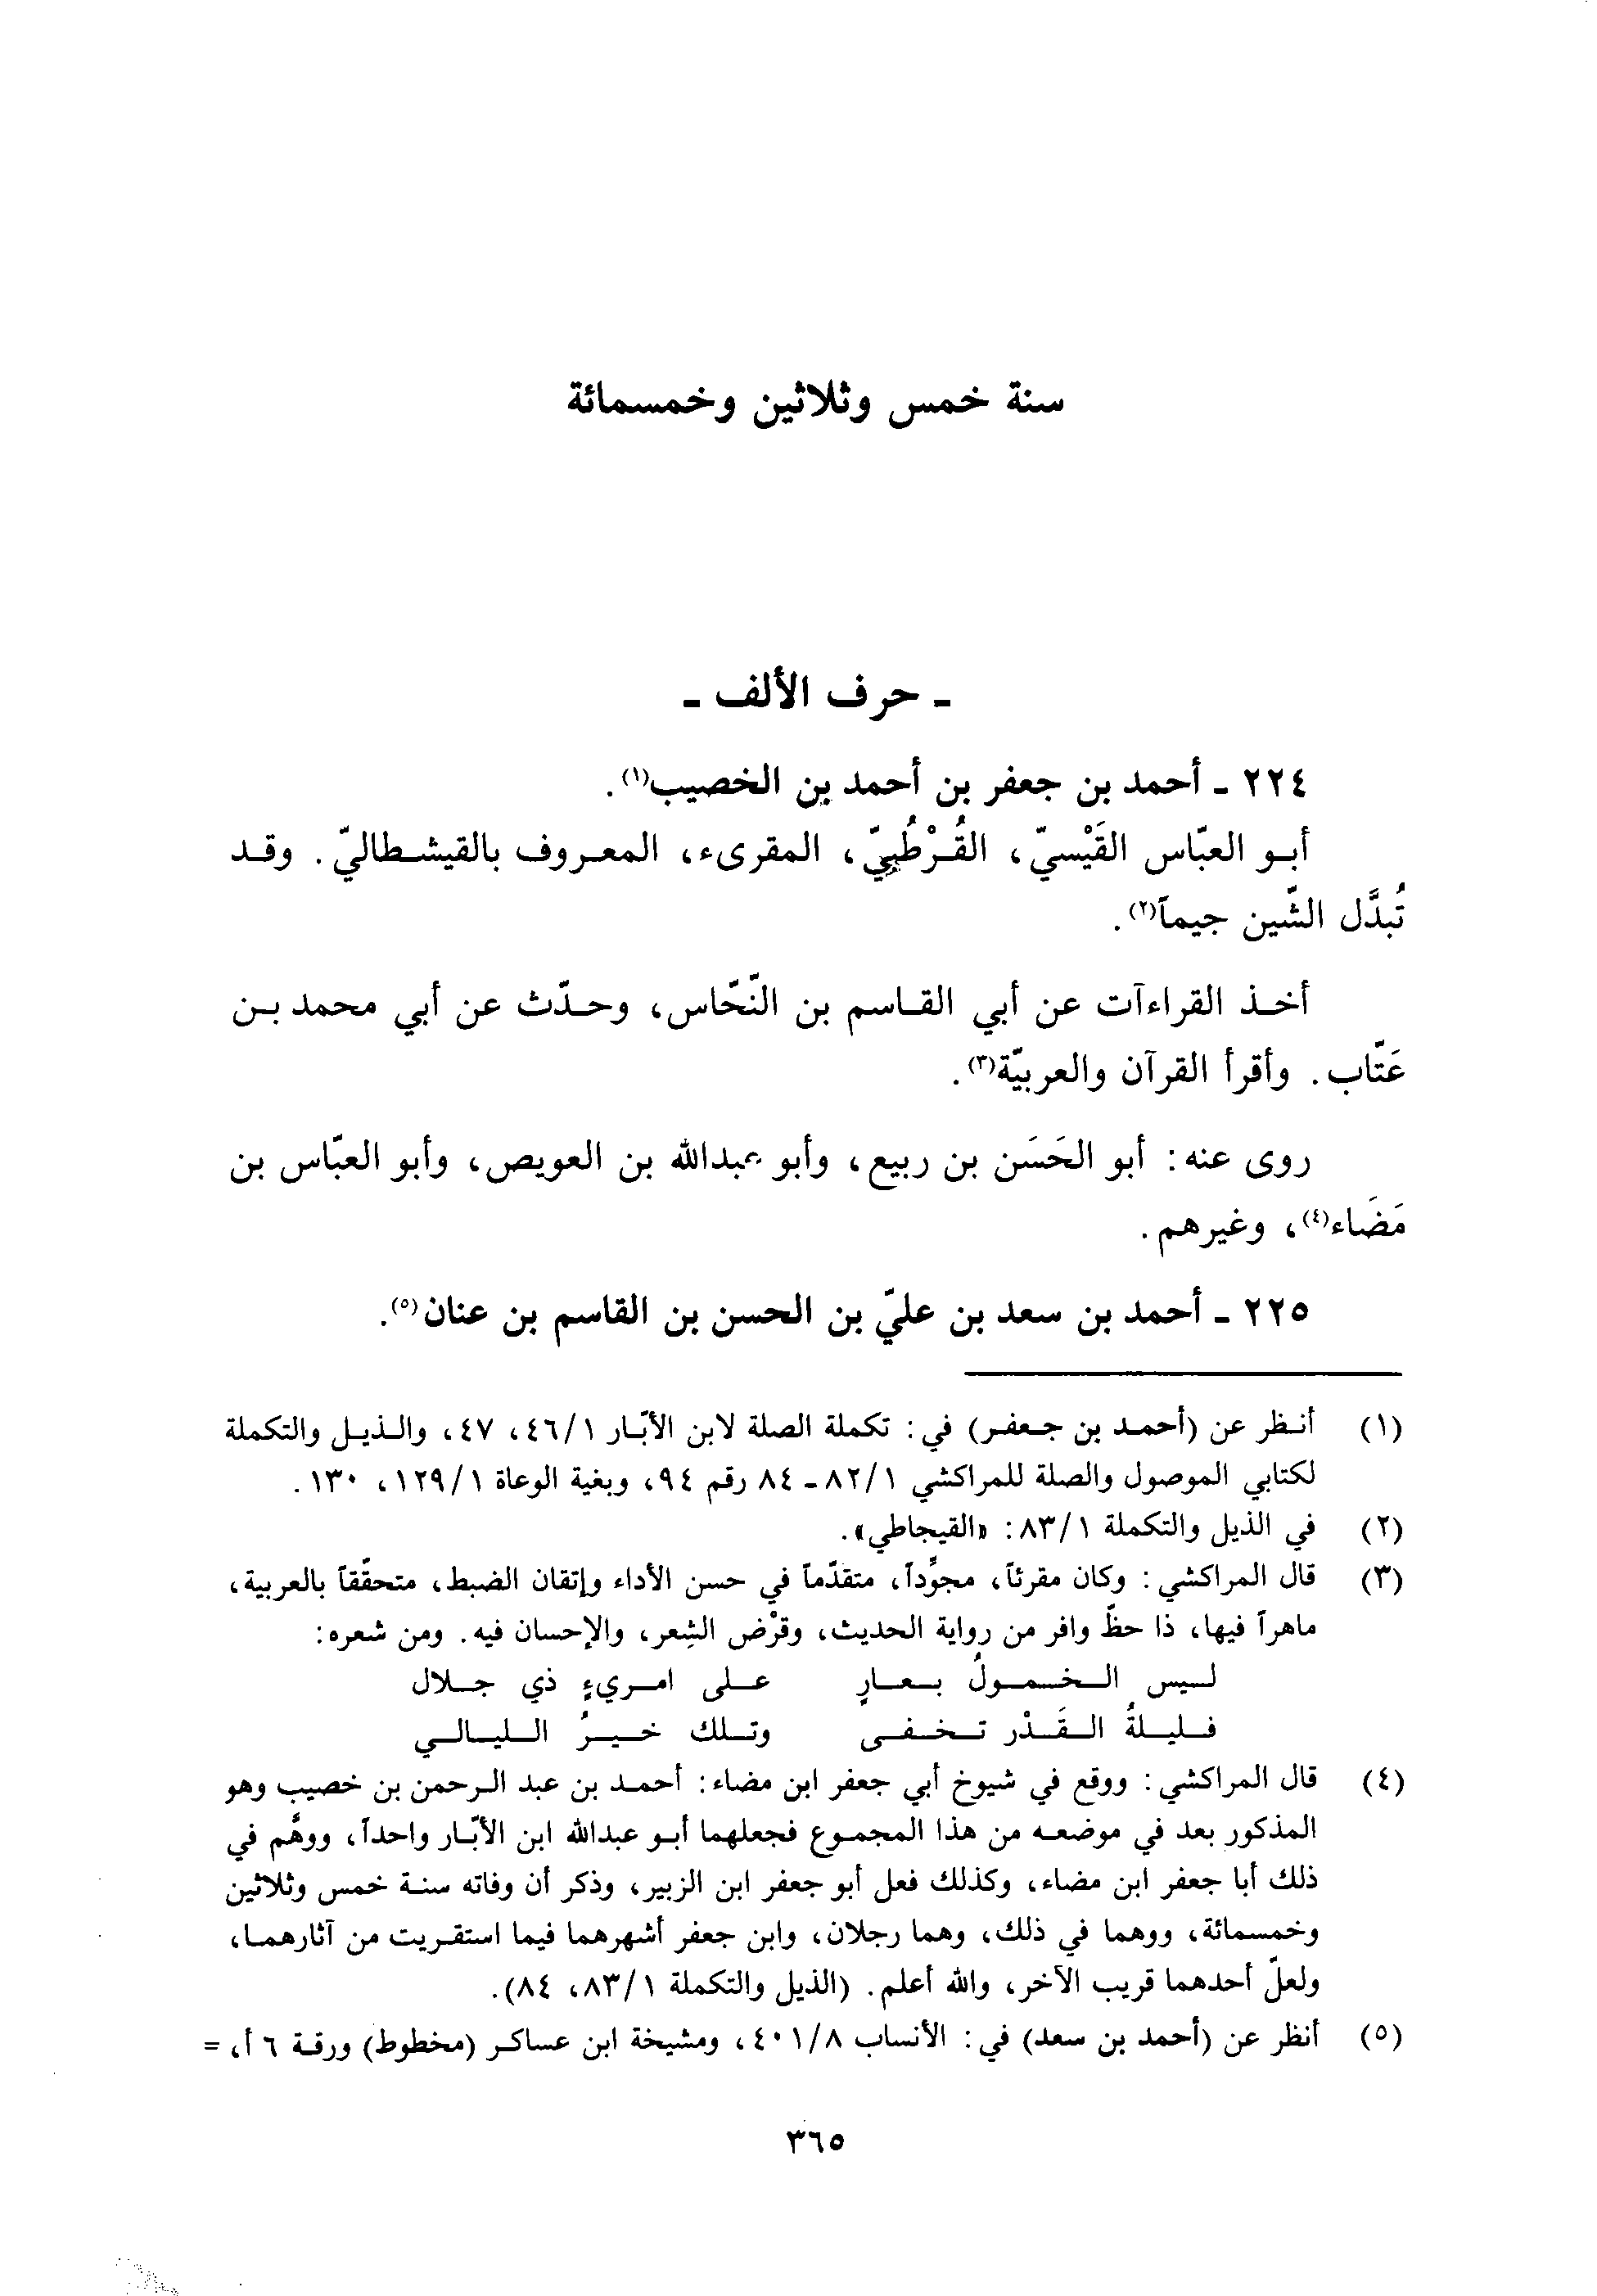 سنة خمس وثلاثين وخمسمائة
ـ حرف الألف ـ
٢٢٤ ـ أحمد بن جعفر بن أحمد بن الخصيب(١).
أبو العبّاس القَيْسيّ، القُرْطُبيّ، المقرىء، المعروف بالقيشطاليّ. وقد
تُبدَّل الشّين جيماً(٢).
أخذ القراءآت عن أبي القاسم بن النّحّاس، وحدّث عن أبي محمد بن
عَتّاب. وأقرأ القرآن والعربيّة(٣).
روى عنه: أبو الحَسَن بن ربيع، وأبو عبدالله بن العويص، وأبو العبّاس بن
مَضَاء(٤)، وغيرهم.
٢٢٥ ـ أحمد بن سعد بن عليّ بن الحسن بن القاسم بن عنان(٥).
(١) أنظر عن (أحمد بن جعفر) في: تكملة الصلة لابن الأبّار ٤٦/١، ٤٧، والذيل والتكملة
لكتابي الموصول والصلة للمراكشي ٨٢/١ ـ ٨٤ رقم ٩٤، وبغية الوعاة ١٢٩/١، ١٣٠.
(٢) في الذيل والتكملة ٨٣/١: «القيجاطي».
(٣) قال المراكشي: وكان مقرئاً، مجوِّداً، متقدّماً في حسن الأداء وإتقان الضبط، متحقّقاً بالعربية،
ماهراً فيها، ذا حظّ وافر من رواية الحديث، وقرْض الشِعر، والإحسان فيه. ومن شعره:
ليس الخمولُ بعارٍ على امريءٍ ذي جلال
فليلةُ القَدْر تخفى وتلك خيرُ الليالي
(٤) قال المراكشي: ووقع في شيوخ أبي جعفر ابن مضاء: أحمد بن عبد الرحمن بن خصيب وهو
المذكور بعد في موضعه من هذا المجموع فجعلهما أبو عبدالله ابن الأبّار واحداً، ووهَّم في
ذلك أبا جعفر ابن مضاء، وكذلك فعل أبو جعفر ابن الزبير، وذكر أن وفاته سنة خمس وثلاثين
وخمسمائة، ووهما في ذلك، وهما رجلان، وابن جعفر أشهرهما فيما استقريت من آثارهما،
ولعلّ أحدهما قريب الآخر، والله أعلم. (الذيل والتكملة ٨٣/١، ٨٤).
(٥) أنظر عن (أحمد بن سعد) في: الأنساب ٤٠١/٨، ومشيخة ابن عساكر (مخطوط) ورقة ٦ أ، =
٣٦٥